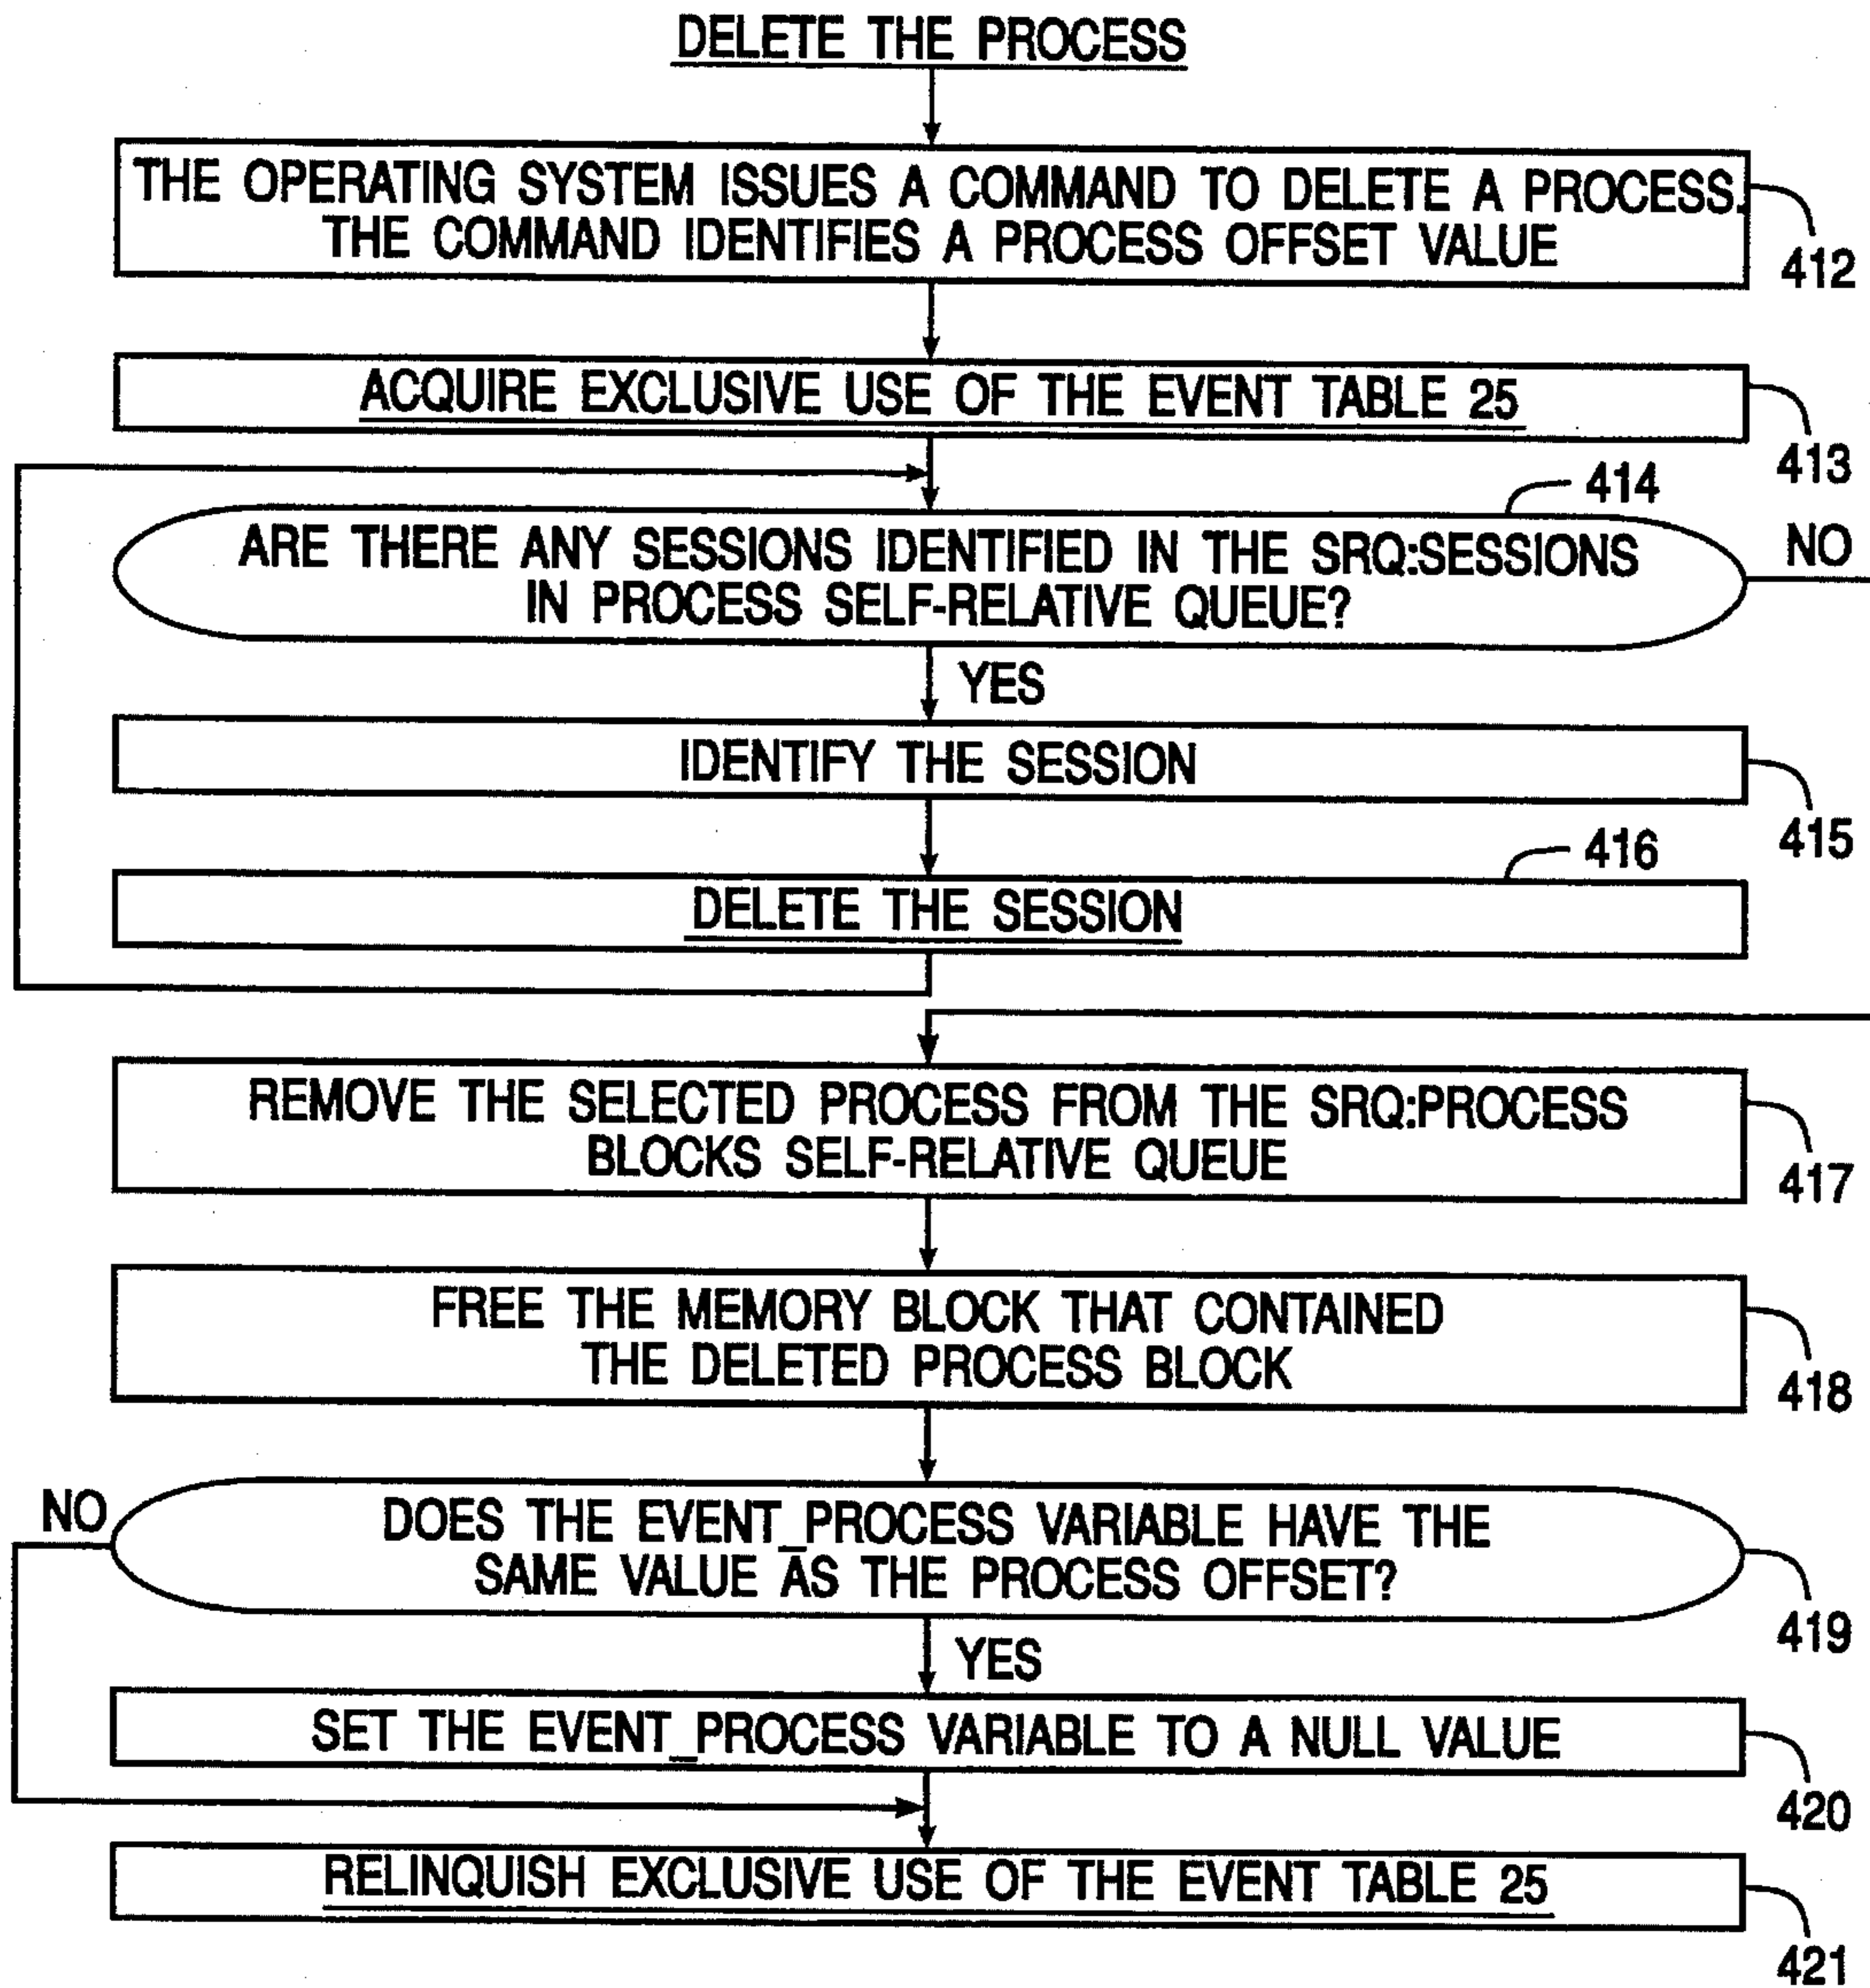 DELETE THE PROCESS
THE OPERATING SYSTEM ISSUES A COMMAND TO DELETE A PROCESS.
THE COMMAND IDENTIFIES A PROCESS OFFSET VALUE
412
ACQUIRE EXCLUSIVE USE OF THE EVENT TABLE 25
413
414
ARE THERE ANY SESSIONS IDENTIFIED IN THE SRQ:SESSIONS
IN PROCESS SELF-RELATIVE QUEUE?
NO
YES
IDENTIFY THE SESSION
415
416
DELETE THE SESSION
REMOVE THE SELECTED PROCESS FROM THE SRQ:PROCESS
BLOCKS SELF-RELATIVE QUEUE
417
FREE THE MEMORY BLOCK THAT CONTAINED
THE DELETED PROCESS BLOCK
418
NO
DOES THE EVENT_PROCESS VARIABLE HAVE THE
SAME VALUE AS THE PROCESS OFFSET?
419
YES
SET THE EVENT_PROCESS VARIABLE TO A NULL VALUE
420
RELINQUISH EXCLUSIVE USE OF THE EVENT TABLE 25
421